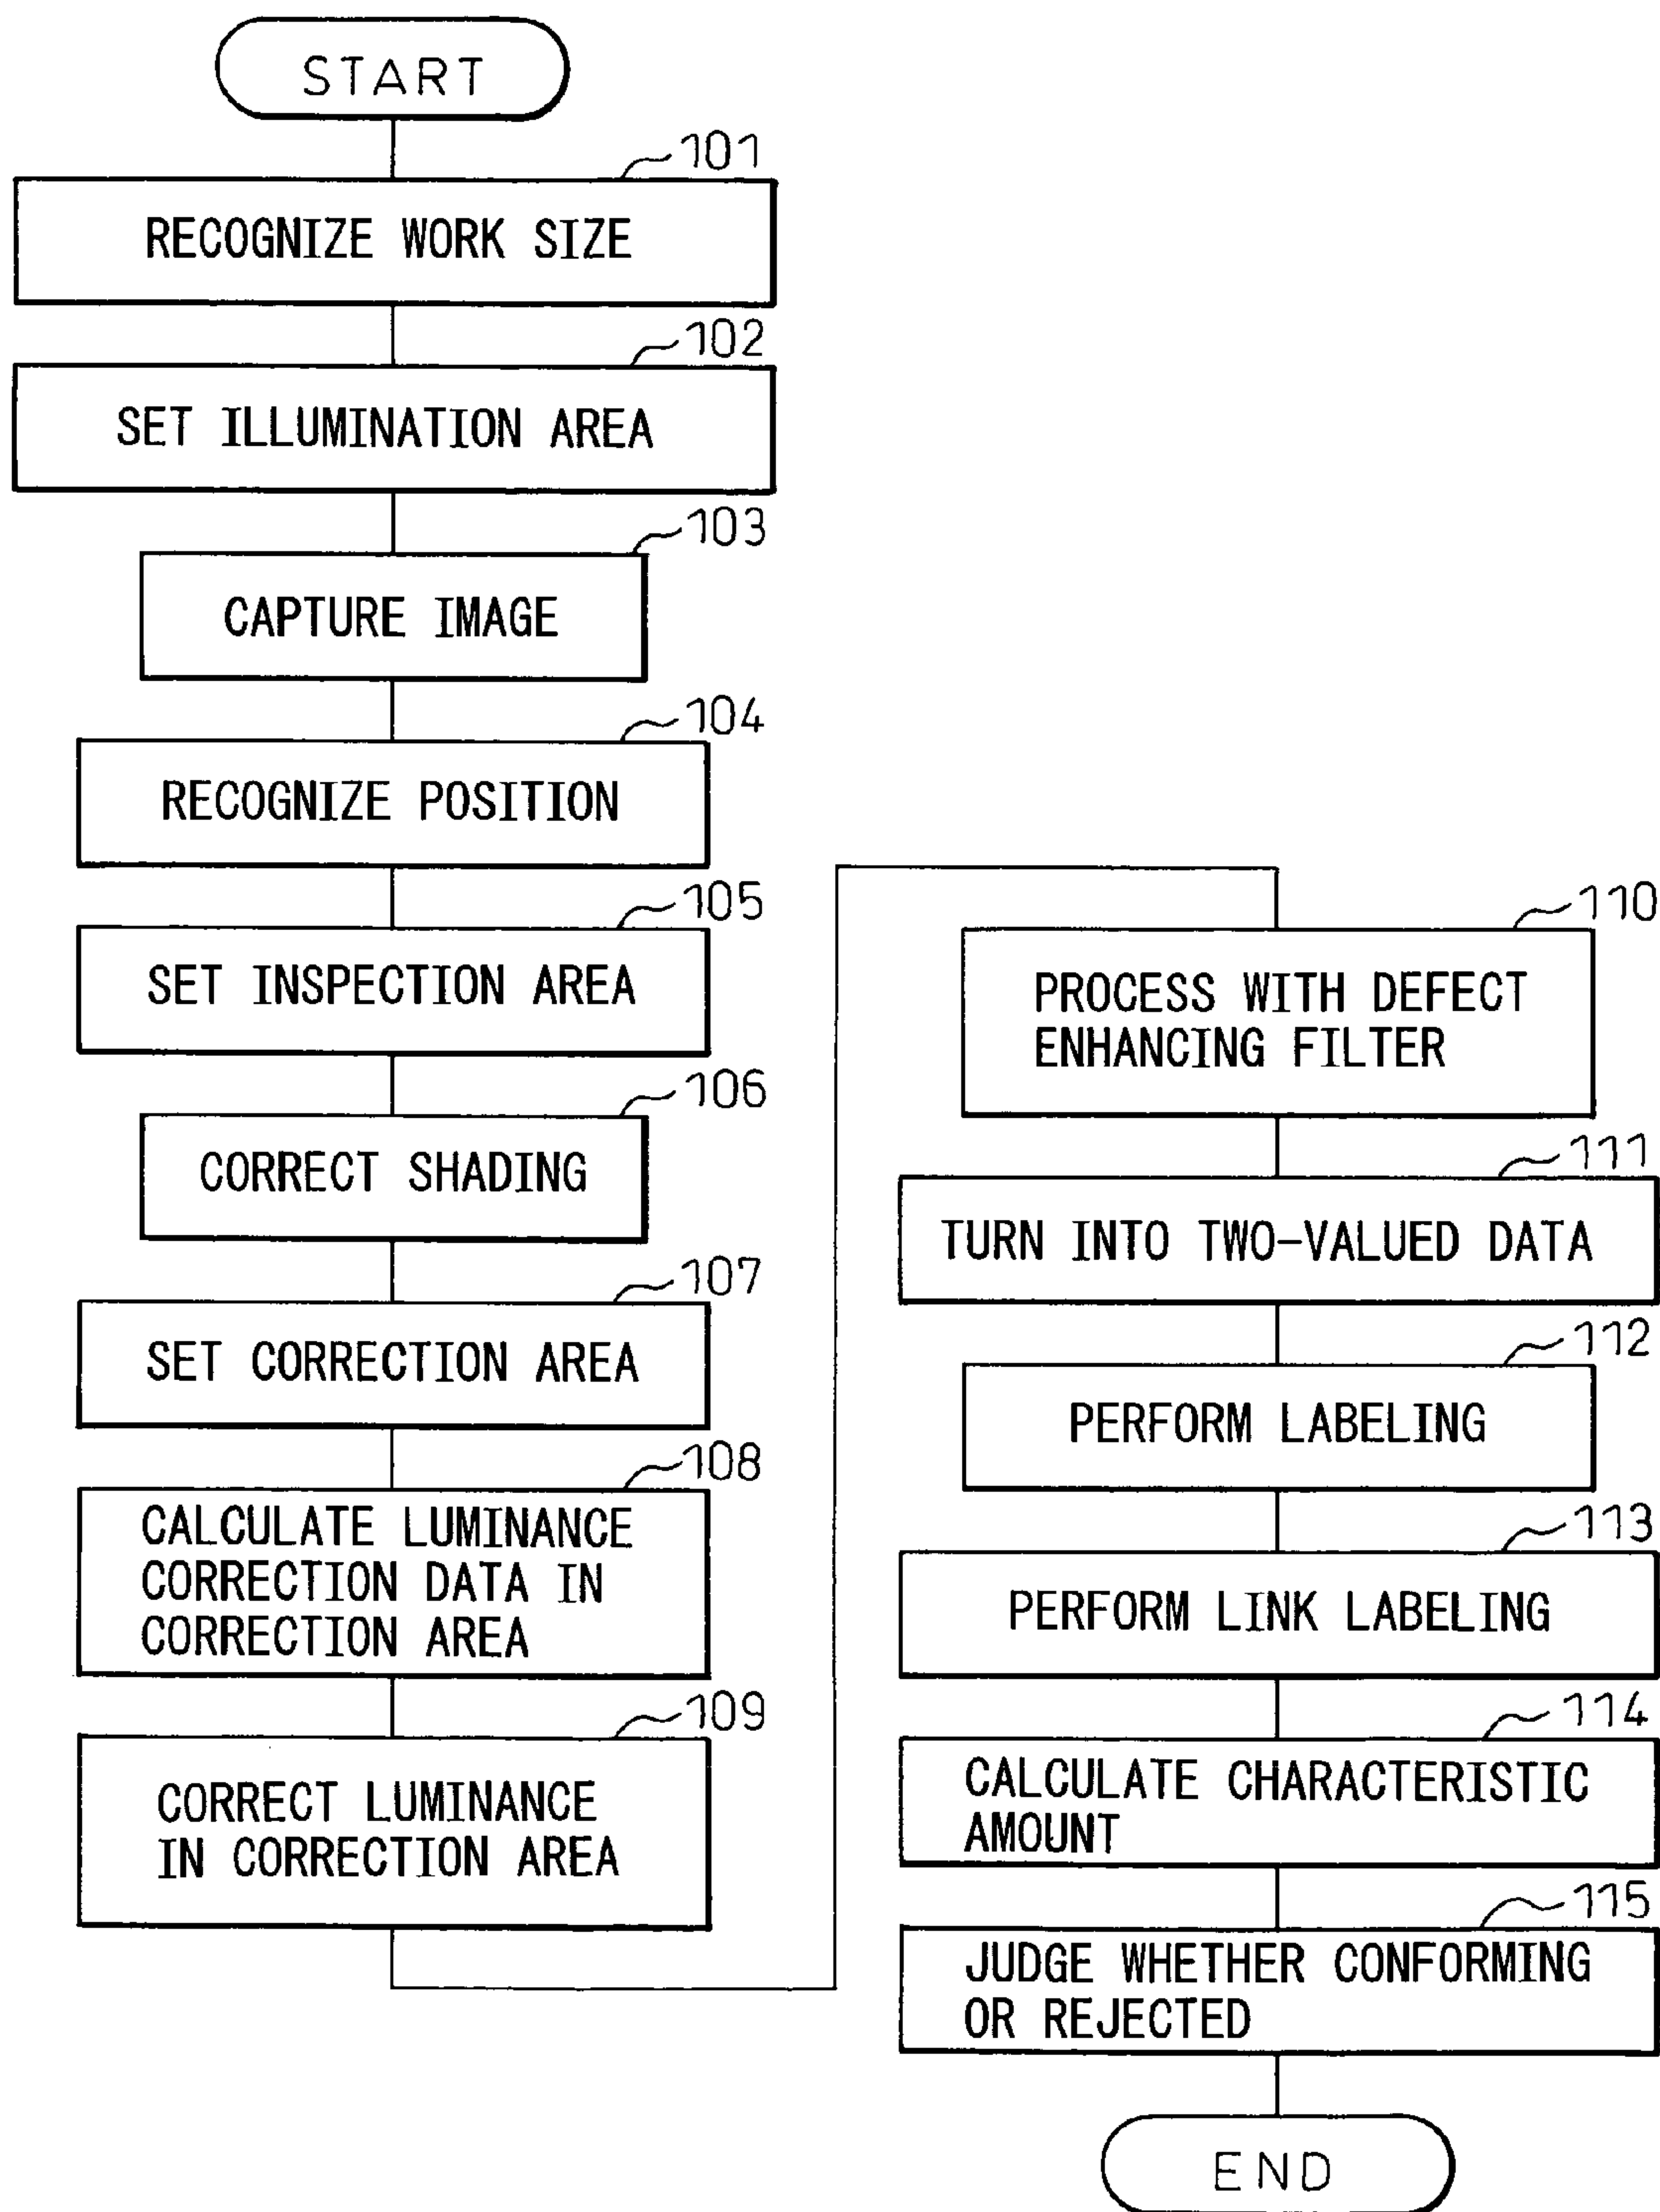 START
101
RECOGNIZE WORK SIZE
102
SET ILLUMINATION AREA
103
CAPTURE IMAGE
104
RECOGNIZE POSITION
105
SET INSPECTION AREA
106
CORRECT SHADING
107
SET CORRECTION AREA
108
CALCULATE LUMINANCE
CORRECTION DATA IN
CORRECTION AREA
109
CORRECT LUMINANCE
IN CORRECTION AREA
110
PROCESS WITH DEFECT
ENHANCING FILTER
111
TURN INTO TWO-VALUED DATA
112
PERFORM LABELING
113
PERFORM LINK LABELING
114
CALCULATE CHARACTERISTIC
AMOUNT
115
JUDGE WHETHER CONFORMING
OR REJECTED
END